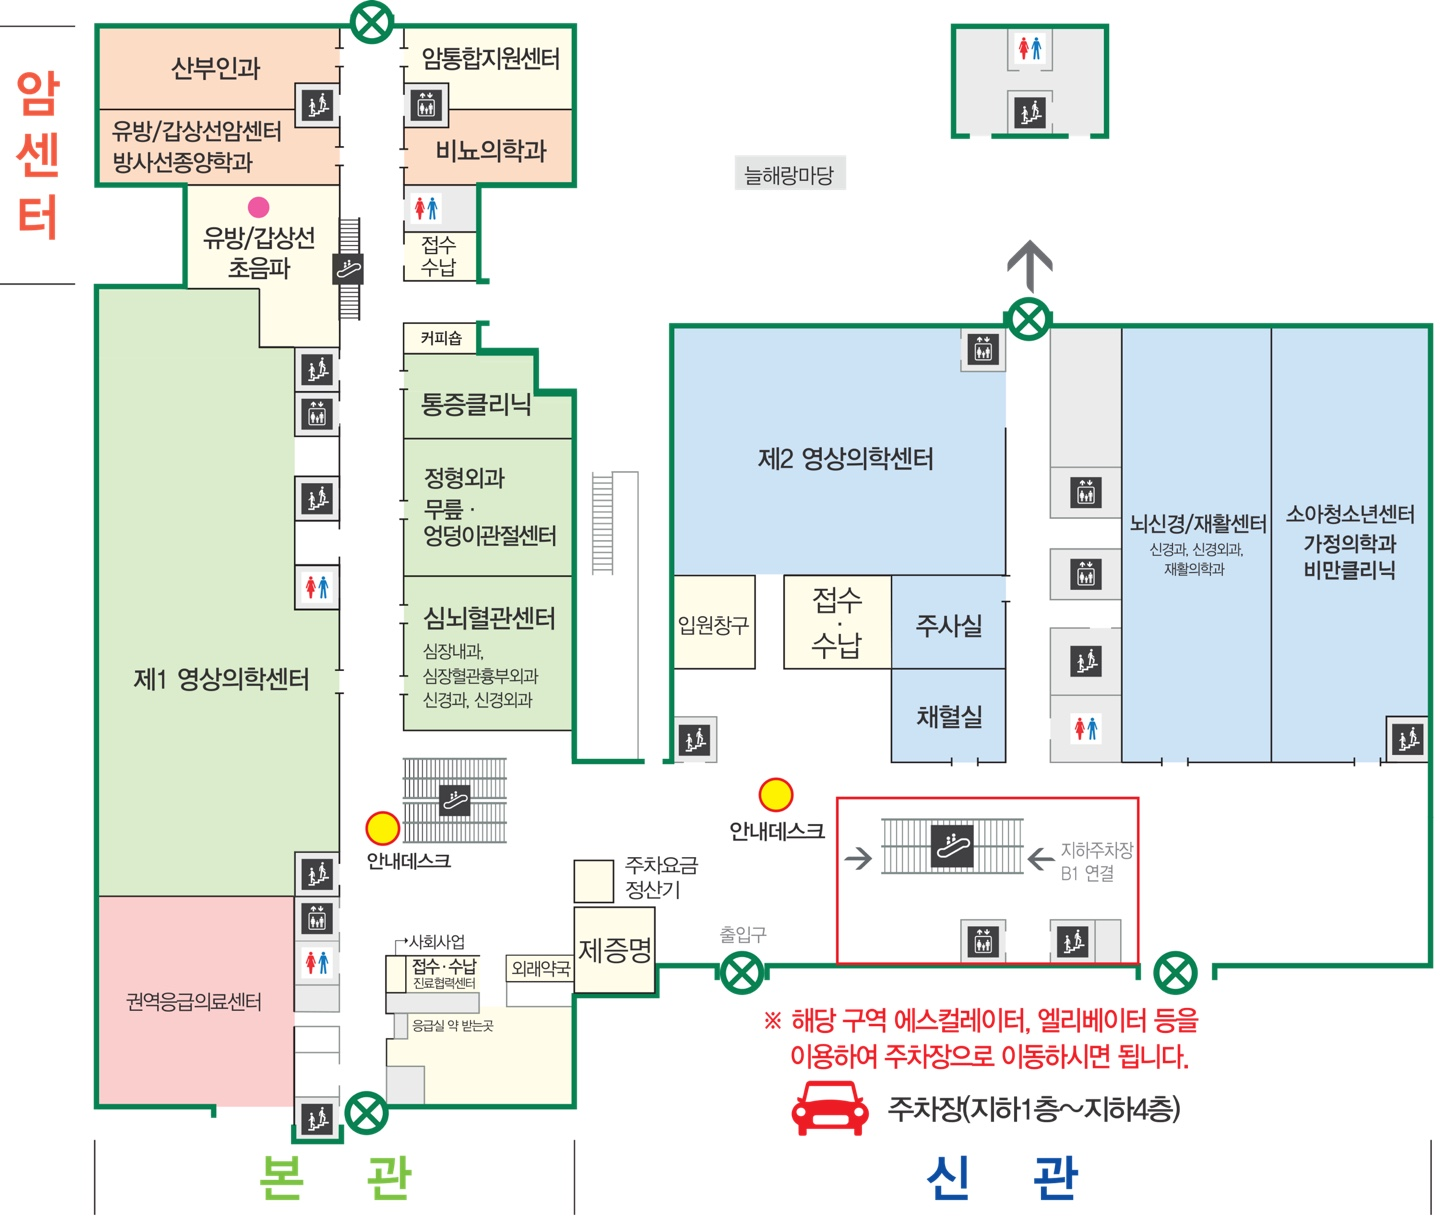 암센터
산부인과
암통합지원센터
유방/갑상선암센터
방사선종양학과
비뇨의학과
늘해랑마당
유방/갑상선
초음파
접수
수납
커피숍
통증클리닉
정형외과
무릎·
엉덩이관절센터
심뇌혈관센터
심장내과,
심장혈관흉부외과
신경과, 신경외과
제1 영상의학센터
제2 영상의학센터
뇌신경/재활센터
신경과, 신경외과,
재활의학과
소아청소년센터
가정의학과
비만클리닉
입원창구
접수
·
수납
주사실
채혈실
안내데스크
안내데스크
지하주차장
B1 연결
주차요금
정산기
제증명
출입구
사회사업
접수·수납
진료협력센터
외래약국
응급실 약 받는곳
권역응급의료센터
※ 해당 구역 에스컬레이터, 엘리베이터 등을
이용하여 주차장으로 이동하시면 됩니다.
주차장(지하1층~지하4층)
본 관
신 관